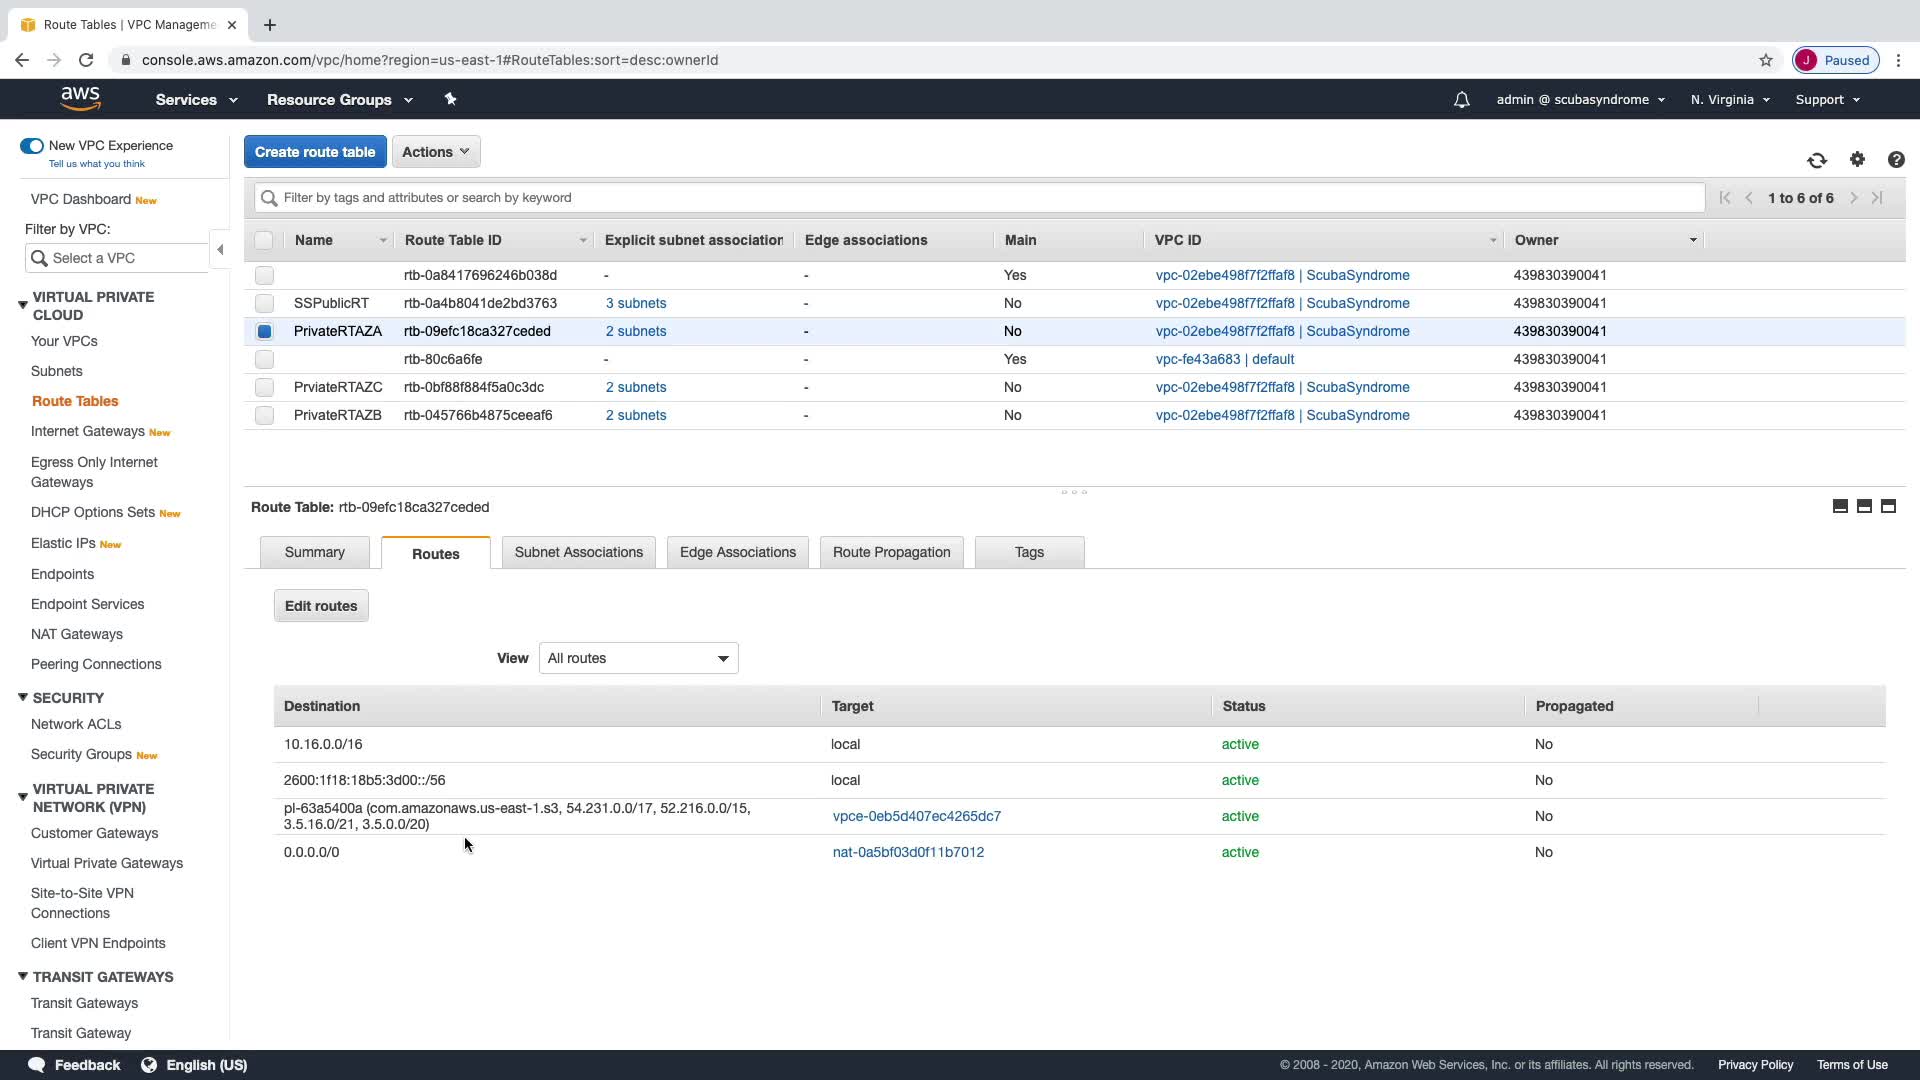 Route Tables | VPC Manageme
console.aws.amazon.com/vpc/home?region=us-east-1#RouteTables:sort=desc:ownerId
J Paused
aws Services Resource Groups admin @ scubasyndrome N. Virginia Support
New VPC Experience
Tell us what you think
VPC Dashboard New
Filter by VPC:
Select a VPC
VIRTUAL PRIVATE
CLOUD
Your VPCs
Subnets
Route Tables
Internet Gateways New
Egress Only Internet
Gateways
DHCP Options Sets New
Elastic IPs New
Endpoints
Endpoint Services
NAT Gateways
Peering Connections
SECURITY
Network ACLs
Security Groups New
VIRTUAL PRIVATE
NETWORK (VPN)
Customer Gateways
Virtual Private Gateways
Site-to-Site VPN
Connections
Client VPN Endpoints
TRANSIT GATEWAYS
Transit Gateways
Transit Gateway
Create route table Actions
Filter by tags and attributes or search by keyword 1 to 6 of 6
Name Route Table ID Explicit subnet association Edge associations Main VPC ID Owner
rtb-0a8417696246b038d - - Yes vpc-02ebe498f7f2ffaf8 | ScubaSyndrome 439830390041
SSPublicRT rtb-0a4b8041de2bd3763 3 subnets - No vpc-02ebe498f7f2ffaf8 | ScubaSyndrome 439830390041
PrivateRTAZA rtb-09efc18ca327ceded 2 subnets - No vpc-02ebe498f7f2ffaf8 | ScubaSyndrome 439830390041
rtb-80c6a6fe - - Yes vpc-fe43a683 | default 439830390041
PrviateRTAZC rtb-0bf88f884f5a0c3dc 2 subnets - No vpc-02ebe498f7f2ffaf8 | ScubaSyndrome 439830390041
PrivateRTAZB rtb-045766b4875ceeaf6 2 subnets - No vpc-02ebe498f7f2ffaf8 | ScubaSyndrome 439830390041
Route Table: rtb-09efc18ca327ceded
Summary Routes Subnet Associations Edge Associations Route Propagation Tags
Edit routes
View All routes
Destination Target Status Propagated
10.16.0.0/16 local active No
2600:1f18:18b5:3d00::/56 local active No
pl-63a5400a (com.amazonaws.us-east-1.s3, 54.231.0.0/17, 52.216.0.0/15,
3.5.16.0/21, 3.5.0.0/20) vpce-0eb5d407ec4265dc7 active No
0.0.0.0/0 nat-0a5bf03d0f11b7012 active No
Feedback English (US) © 2008 - 2020, Amazon Web Services, Inc. or its affiliates. All rights reserved. Privacy Policy Terms of Use